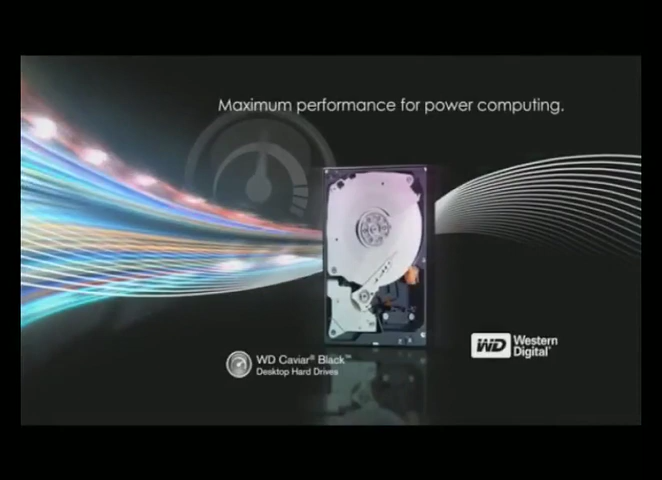 Maximum performance for power computing.
WD Caviar® Black™
Desktop Hard Drives
WD Western
Digital®